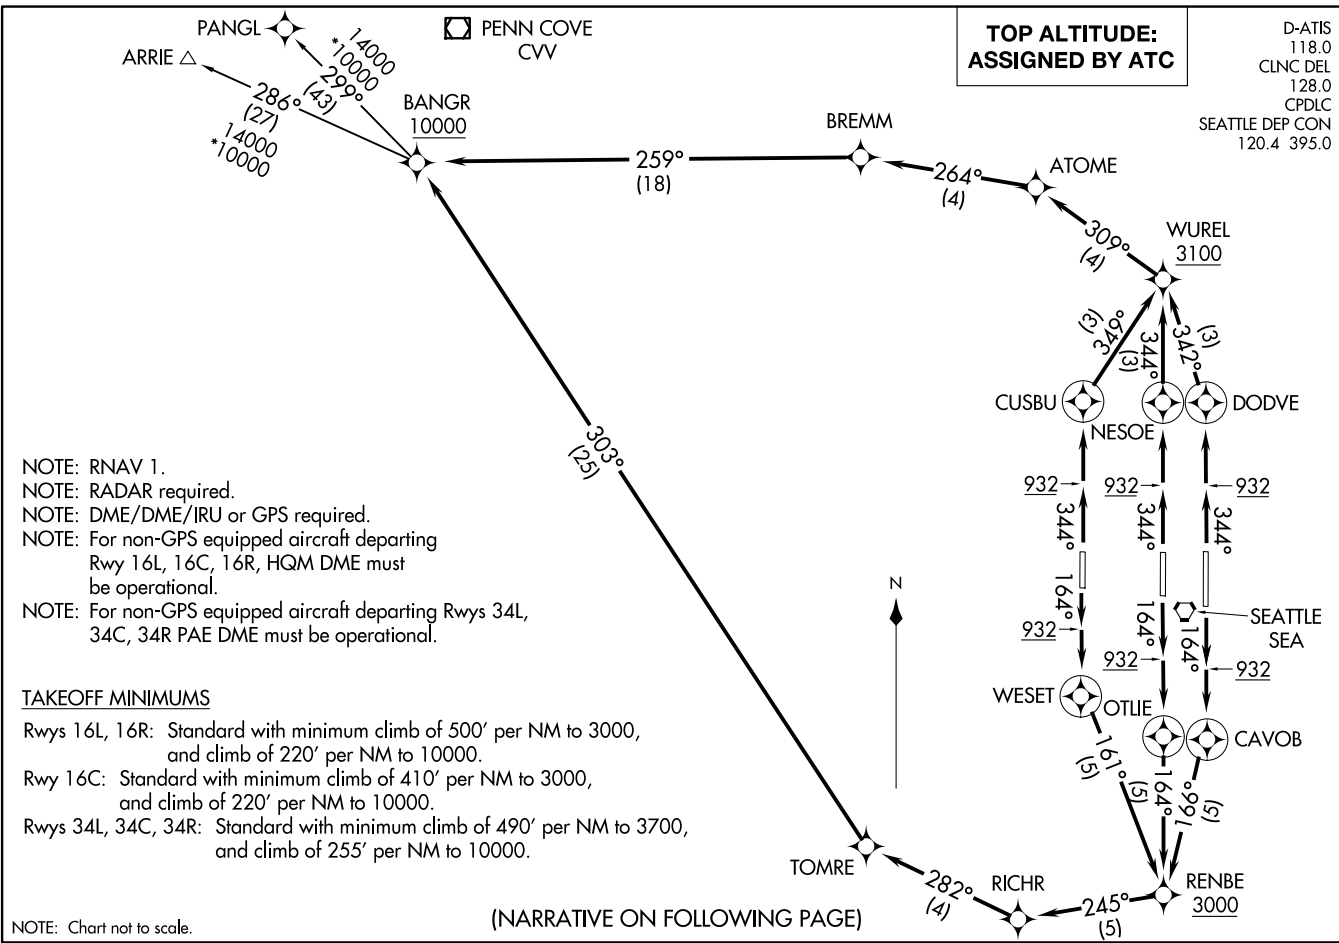 PANGL
ARRIE
PENN COVE
CVV
TOP ALTITUDE:
ASSIGNED BY ATC
D-ATIS
118.0
CLNC DEL
128.0
CPDLC
SEATTLE DEP CON
120.4 395.0
14000
*10000
299°
(43)
286°
(27)
14000
*10000
BANGR
10000
BREMM
259°
(18)
264°
(4)
ATOME
309°
(4)
WUREL
3100
349°
(3)
344°
(3)
342°
(3)
CUSBU
NESOE
DODVE
932
932
932
344°
344°
344°
303°
(25)
NOTE: RNAV 1.
NOTE: RADAR required.
NOTE: DME/DME/IRU or GPS required.
NOTE: For non-GPS equipped aircraft departing
Rwy 16L, 16C, 16R, HQM DME must
be operational.
NOTE: For non-GPS equipped aircraft departing Rwys 34L,
34C, 34R PAE DME must be operational.
N
164°
164°
164°
SEATTLE
SEA
932
932
932
WESET
OTLIE
CAVOB
161°
(5)
164°
(5)
166°
(5)
TAKEOFF MINIMUMS
Rwys 16L, 16R: Standard with minimum climb of 500' per NM to 3000,
and climb of 220' per NM to 10000.
Rwy 16C: Standard with minimum climb of 410' per NM to 3000,
and climb of 220' per NM to 10000.
Rwys 34L, 34C, 34R: Standard with minimum climb of 490' per NM to 3700,
and climb of 255' per NM to 10000.
TOMRE
282°
(4)
RICHR
245°
(5)
RENBE
3000
NOTE: Chart not to scale.
(NARRATIVE ON FOLLOWING PAGE)